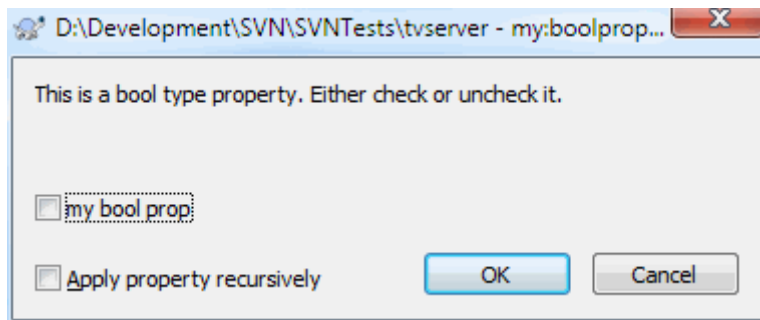 D:\Development\SVN\SVNTests\tvserver - my:boolprop...
This is a bool type property. Either check or uncheck it.
my bool prop
Apply property recursively
OK
Cancel